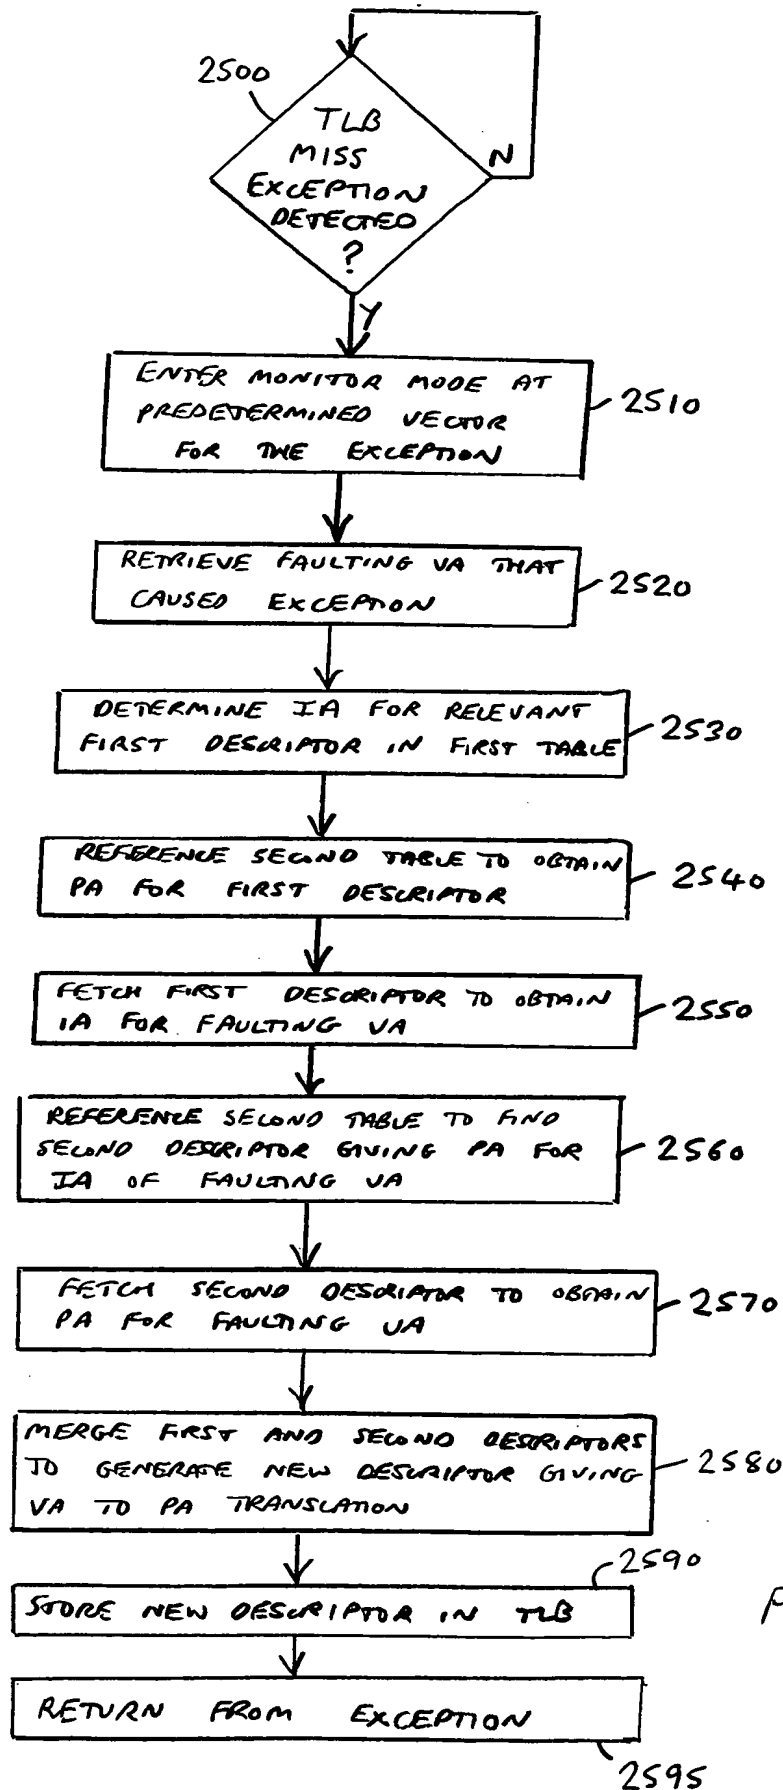 2500
TLB
MISS
EXCEPTION
DETECTED
?
N
Y
ENTER MONITOR MODE AT
PREDETERMINED VECTOR
FOR THE EXCEPTION
2510
RETRIEVE FAULTING VA THAT
CAUSED EXCEPTION
2520
DETERMINE IA FOR RELEVANT
FIRST DESCRIPTOR IN FIRST TABLE
2530
REFERENCE SECOND TABLE TO OBTAIN
PA FOR FIRST DESCRIPTOR
2540
FETCH FIRST DESCRIPTOR TO OBTAIN
IA FOR FAULTING VA
2550
REFERENCE SECOND TABLE TO FIND
SECOND DESCRIPTOR GIVING PA FOR
IA OF FAULTING VA
2560
FETCH SECOND DESCRIPTOR TO OBTAIN
PA FOR FAULTING VA
2570
MERGE FIRST AND SECOND DESCRIPTORS
TO GENERATE NEW DESCRIPTOR GIVING
VA TO PA TRANSLATION
2580
2590
STORE NEW DESCRIPTOR IN TLB
RETURN FROM EXCEPTION
2595